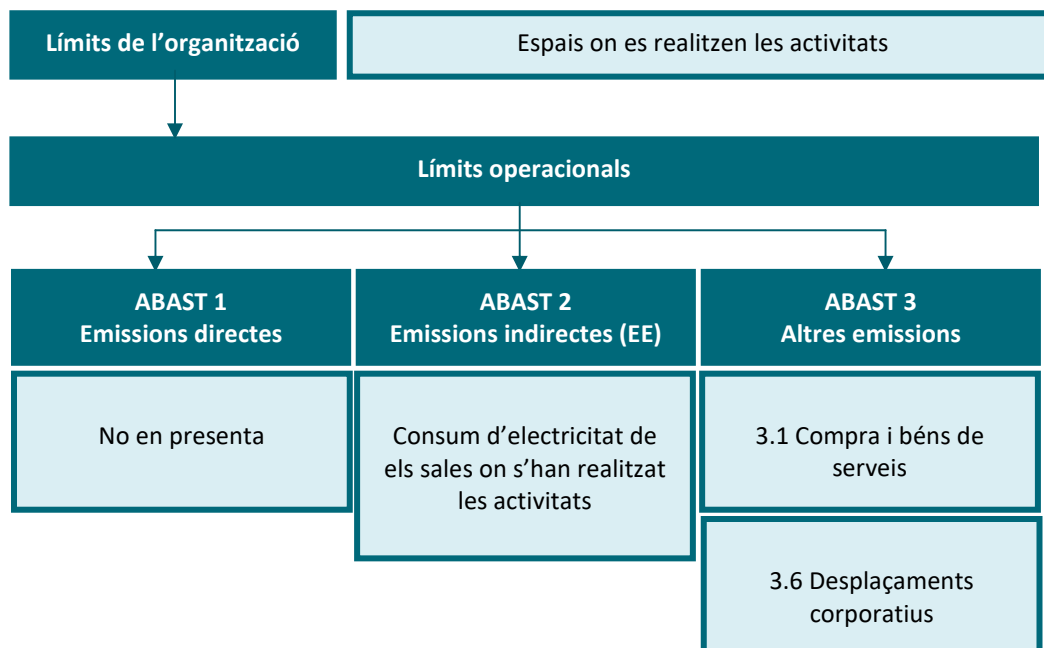 Límits de l’organització
Espais on es realitzen les activitats
Límits operacionals
ABAST 1
Emissions directes
ABAST 2
Emissions indirectes (EE)
ABAST 3
Altres emissions
No en presenta
Consum d’electricitat de
els sales on s’han realitzat
les activitats
3.1 Compra i béns de
serveis
3.6 Desplaçaments
corporatius